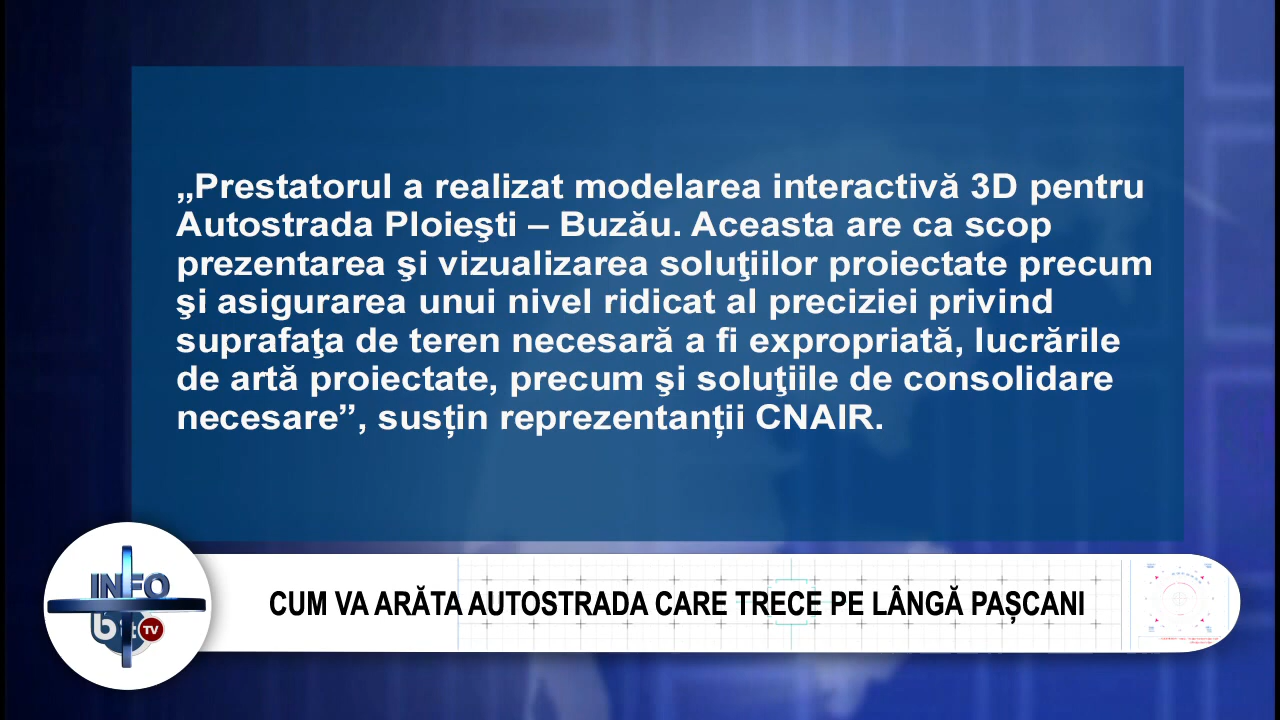 „Prestatorul a realizat modelarea interactivă 3D pentru
Autostrada Ploieşti – Buzău. Aceasta are ca scop
prezentarea şi vizualizarea soluţiilor proiectate precum
şi asigurarea unui nivel ridicat al preciziei privind
suprafaţa de teren necesară a fi expropriată, lucrările
de artă proiectate, precum şi soluţiile de consolidare
necesare”, susțin reprezentanții CNAIR.
INFO
TV
CUM VA ARĂTA AUTOSTRADA CARE TRECE PE LÂNGĂ PAȘCANI